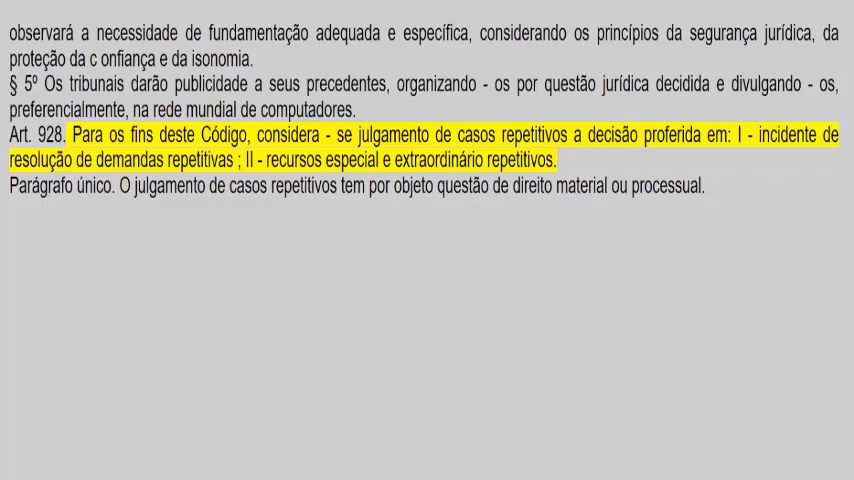 observará a necessidade de fundamentação adequada e específica, considerando os princípios da segurança jurídica, da
proteção da c onfiança e da isonomia.
§ 5º Os tribunais darão publicidade a seus precedentes, organizando - os por questão jurídica decidida e divulgando - os,
preferencialmente, na rede mundial de computadores.
Art. 928. Para os fins deste Código, considera - se julgamento de casos repetitivos a decisão proferida em: I - incidente de
resolução de demandas repetitivas ; II - recursos especial e extraordinário repetitivos.
Parágrafo único. O julgamento de casos repetitivos tem por objeto questão de direito material ou processual.